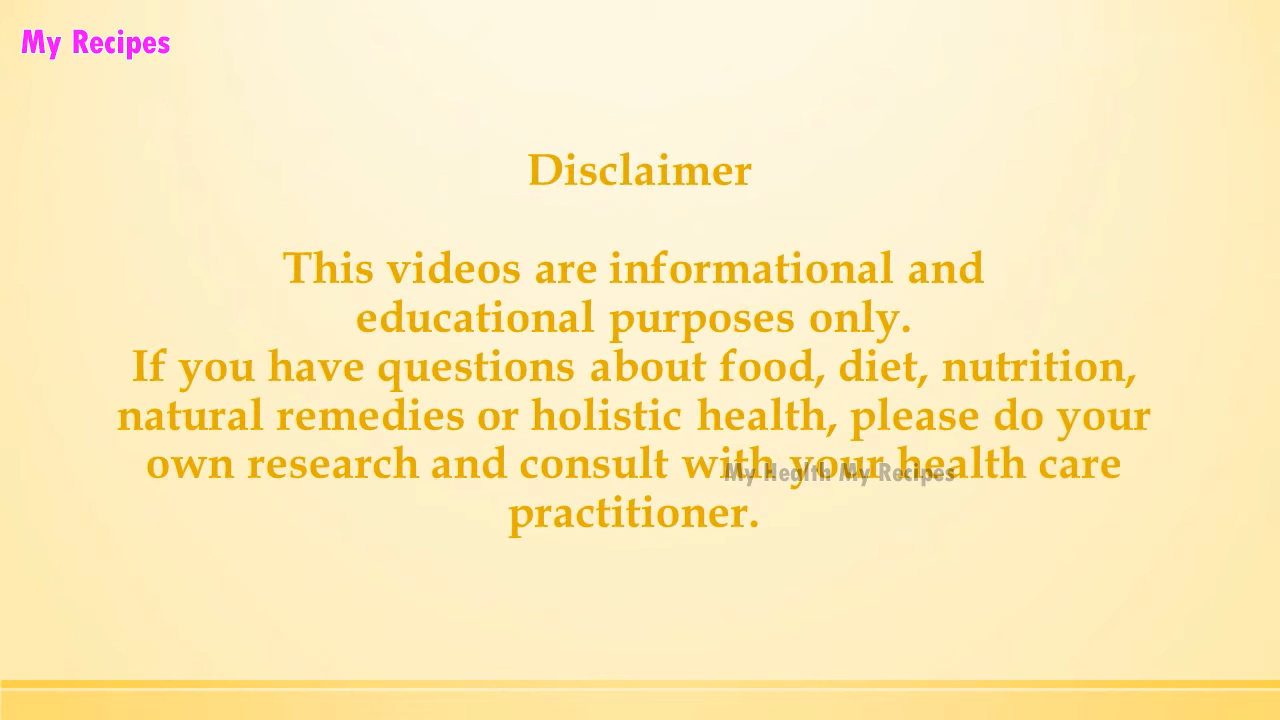 My Recipes
Disclaimer
This videos are informational and
educational purposes only.
If you have questions about food, diet, nutrition,
natural remedies or holistic health, please do your
own research and consult with your health care
My Health My Recipes
practitioner.